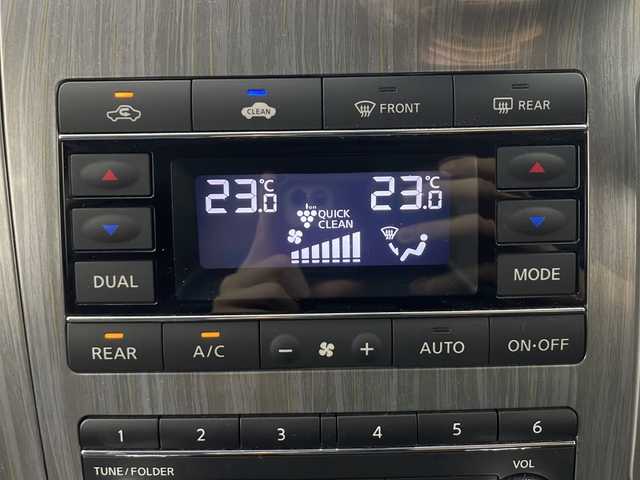 CLEAN
FRONT
REAR
23.0 °C
23.0 °C
ion
QUICK
CLEAN
DUAL
MODE
REAR
A/C
AUTO
ON·OFF
1 2 3 4 5 6
TUNE/FOLDER
VOL